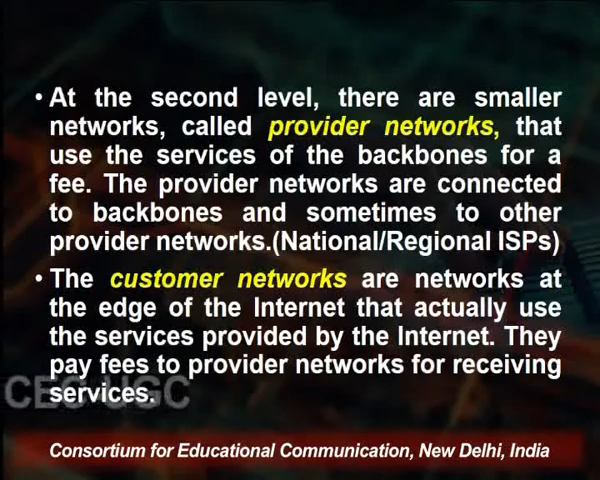 • At the second level, there are smaller
networks, called provider networks, that
use the services of the backbones for a
fee. The provider networks are connected
to backbones and sometimes to other
provider networks.(National/Regional ISPs)
• The customer networks are networks at
the edge of the Internet that actually use
the services provided by the Internet. They
pay fees to provider networks for receiving
services.
CEC-UGC
Consortium for Educational Communication, New Delhi, India